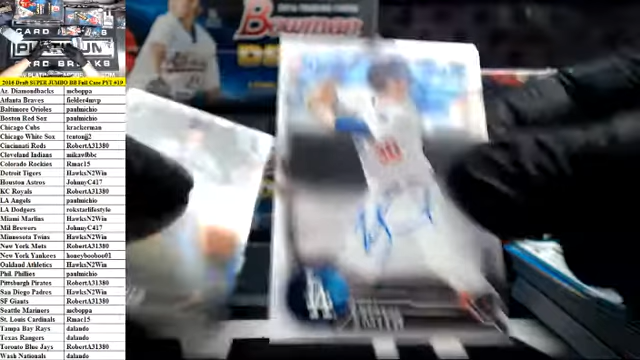 2016 Draft SUPER JUMBO BB Full Case PYT #19
Az. Diamondbacks mcboppa
Atlanta Braves fielder4mvp
Baltimore Orioles paulmichio
Boston Red Sox paulmichio
Chicago Cubs krackerman
Chicago White Sox tentonjj2
Cincinnati Reds RobertA31380
Cleveland Indians mikavlbbc
Colorado Rockies Rmac15
Detroit Tigers HawksN2Win
Houston Astros JohnnyC417
KC Royals RobertA31380
LA Angels paulmichio
LA Dodgers rokstarlifestyle
Miami Marlins HawksN2Win
Mil Brewers JohnnyC417
Minnesota Twins HawksN2Win
New York Mets RobertA31380
New York Yankees honeybooboo01
Oakland Athletics HawksN2Win
Phil. Phillies paulmichio
Pittsburgh Pirates RobertA31380
San Diego Padres HawksN2Win
SF Giants RobertA31380
Seattle Mariners mcboppa
St. Louis Cardinals Rmac15
Tampa Bay Rays dalando
Texas Rangers dalando
Toronto Blue Jays RobertA31380
Wash Nationals dalando
PLATINUM
CARD BREAKS
Bowman
LA